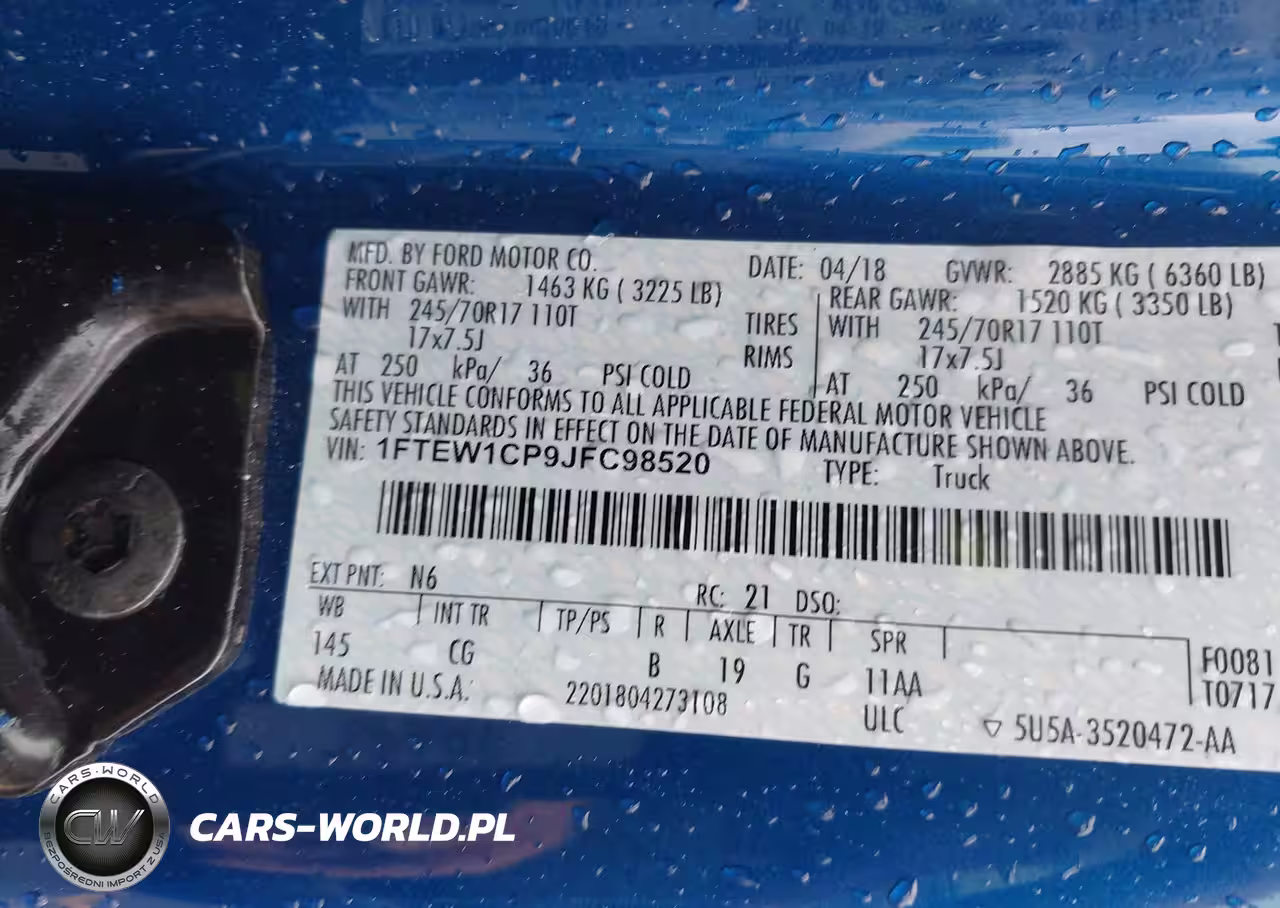 MFD. BY FORD MOTOR CO.
DATE: 04/18 GVWR: 2885 KG ( 6360 LB)
FRONT GAWR: 1463 KG ( 3225 LB)
REAR GAWR: 1520 KG ( 3350 LB)
WITH 245/70R17 110T TIRES
WITH 245/70R17 110T
17x7.5J RIMS
17x7.5J
AT 250 kPa/ 36 PSI COLD
AT 250 kPa/ 36 PSI COLD
THIS VEHICLE CONFORMS TO ALL APPLICABLE FEDERAL MOTOR VEHICLE
SAFETY STANDARDS IN EFFECT ON THE DATE OF MANUFACTURE SHOWN ABOVE.
VIN: 1FTEW1CP9JFC98520 TYPE: Truck
EXT PNT: N6 RC: 21 DSO:
WB INT TR TP/PS R AXLE TR SPR
145 CG B 19 G 11AA
F0081
T0717
MADE IN U.S.A. 2201804273108 ULC
5U5A-3520472-AA
CARS-WORLD
CW
BEZPOŚREDNI IMPORT Z USA
CARS-WORLD.PL